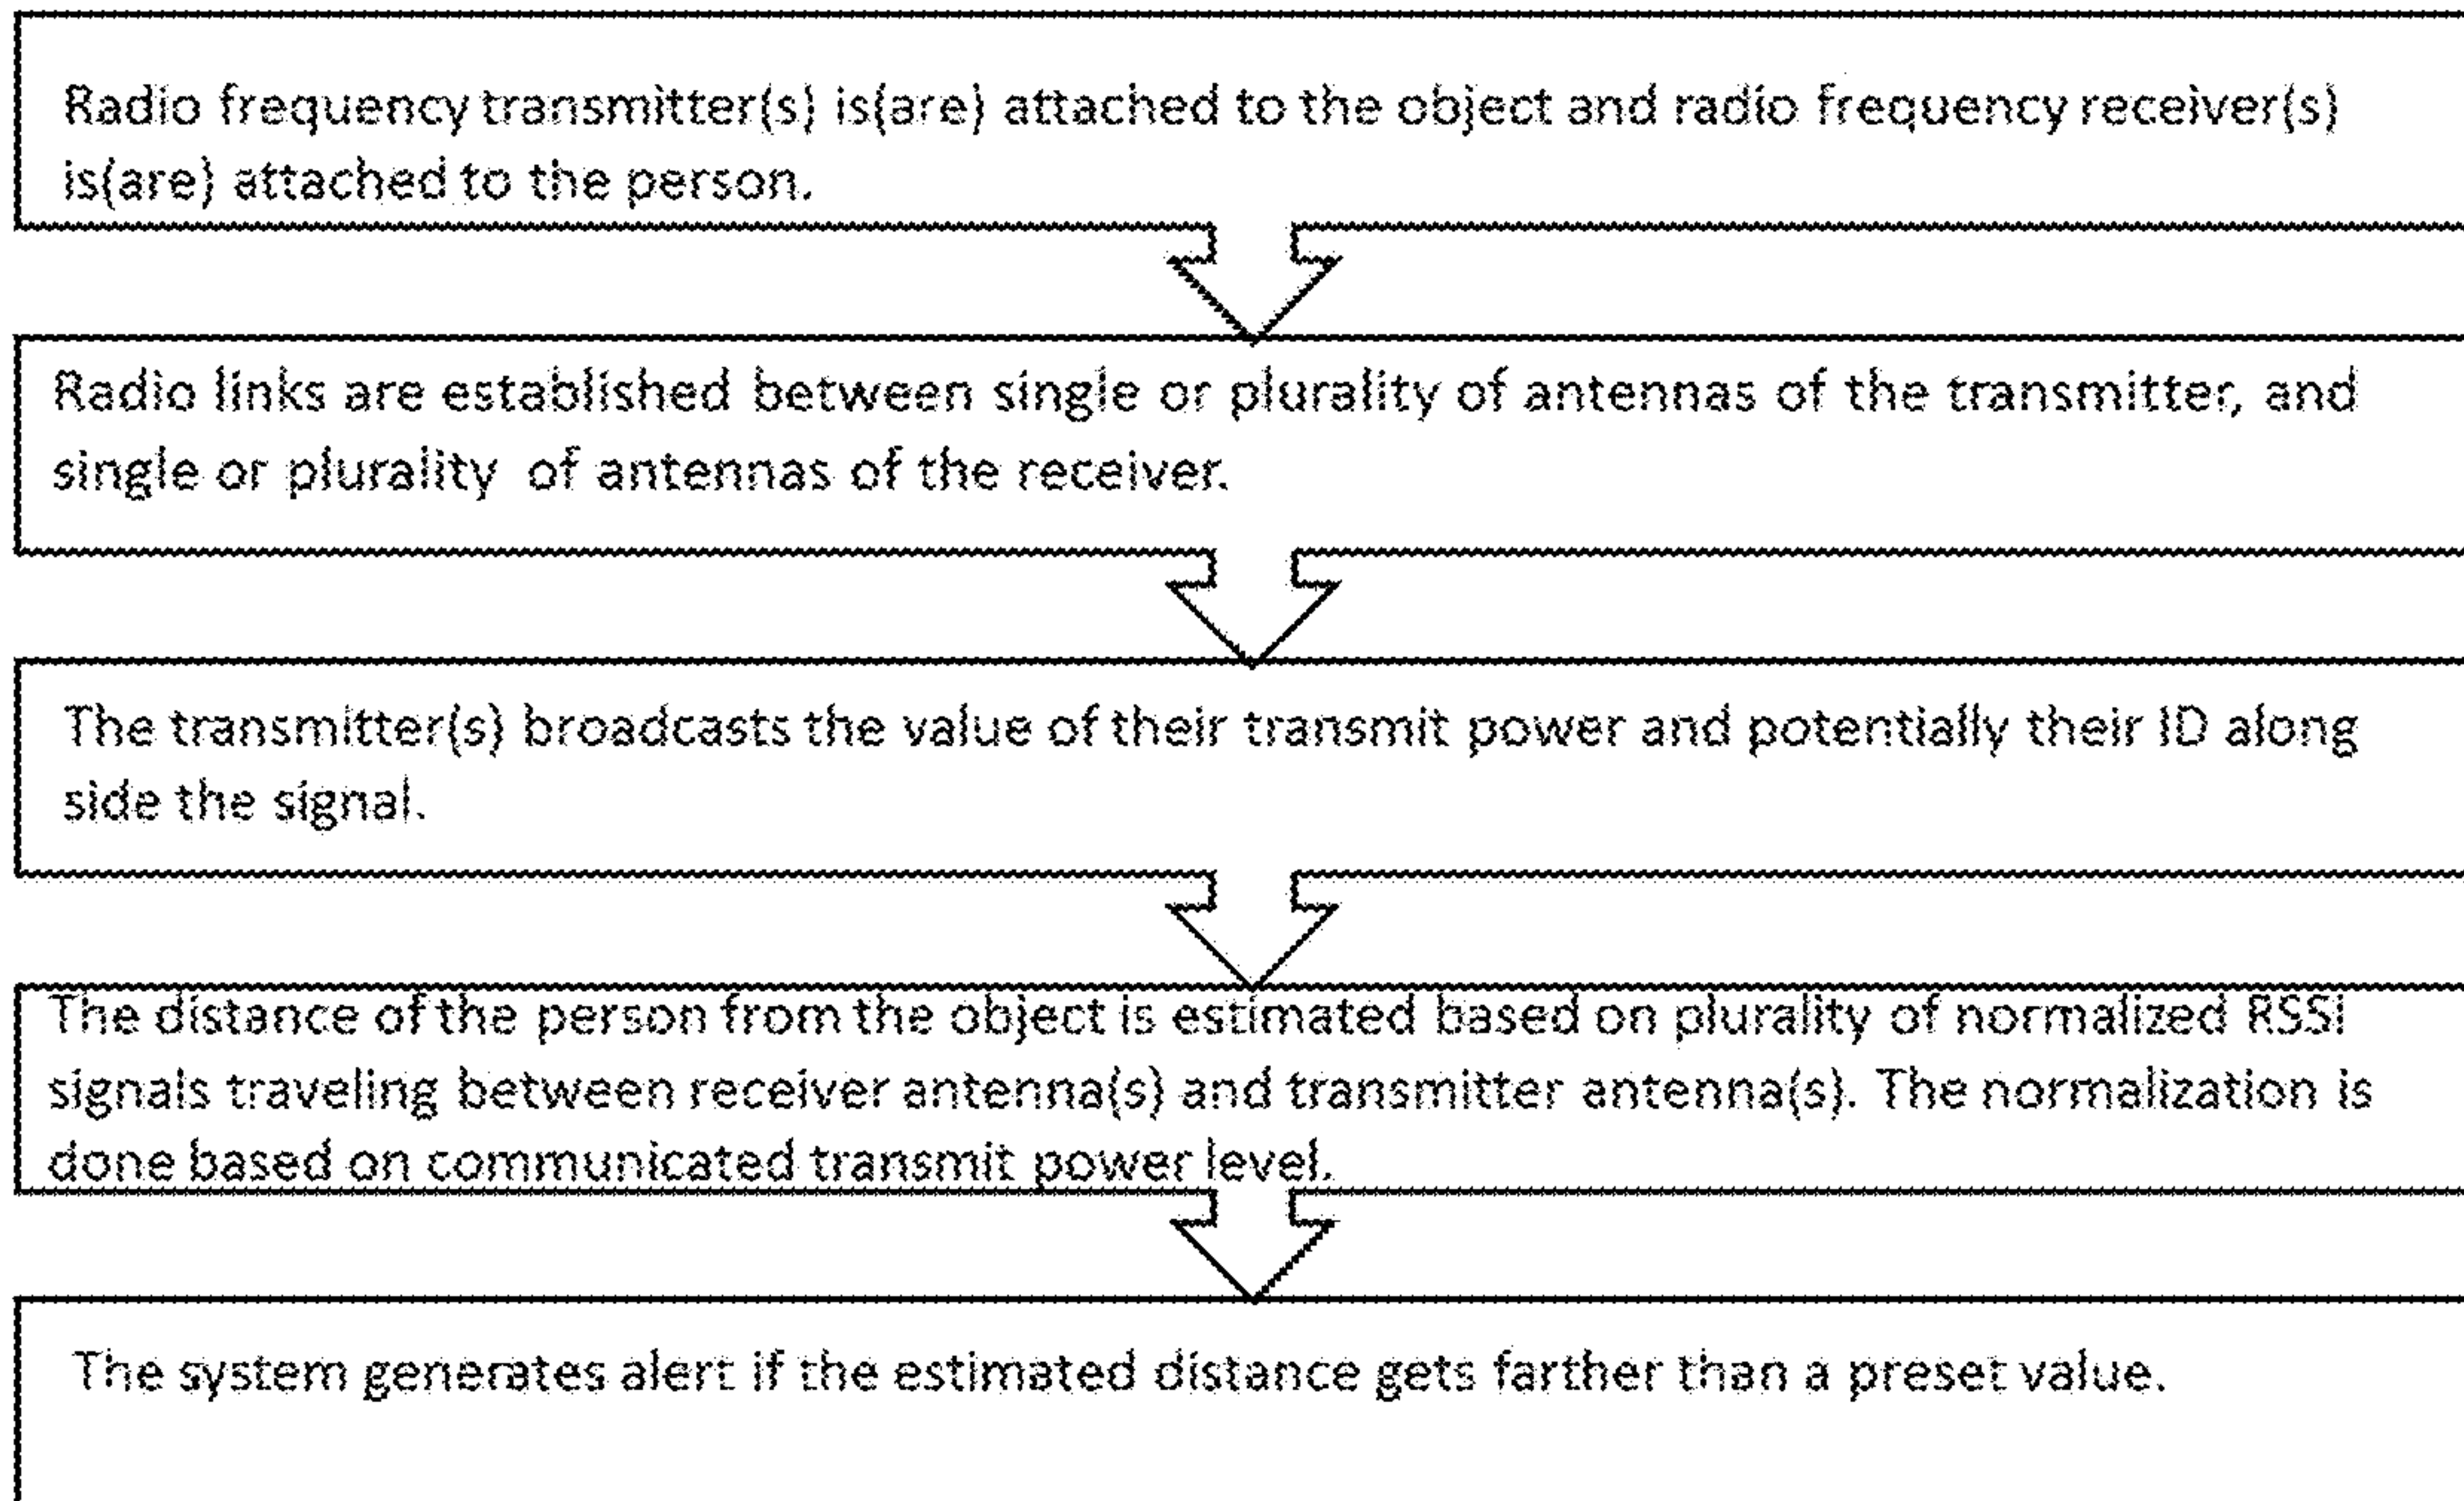 Radio frequency transmitter(s) is(are) attached to the object and radio frequency receiver(s)
is(are) attached to the person.
Radio links are established between single or plurality of antennas of the transmitter, and
single or plurality of antennas of the receiver.
The transmitter(s) broadcasts the value of their transmit power and potentially their ID along
side the signal.
The distance of the person from the object is estimated based on plurality of normalized RSSI
signals traveling between receiver antenna(s) and transmitter antenna(s). The normalization is
done based on communicated transmit power level.
The system generates alert if the estimated distance gets farther than a preset value.